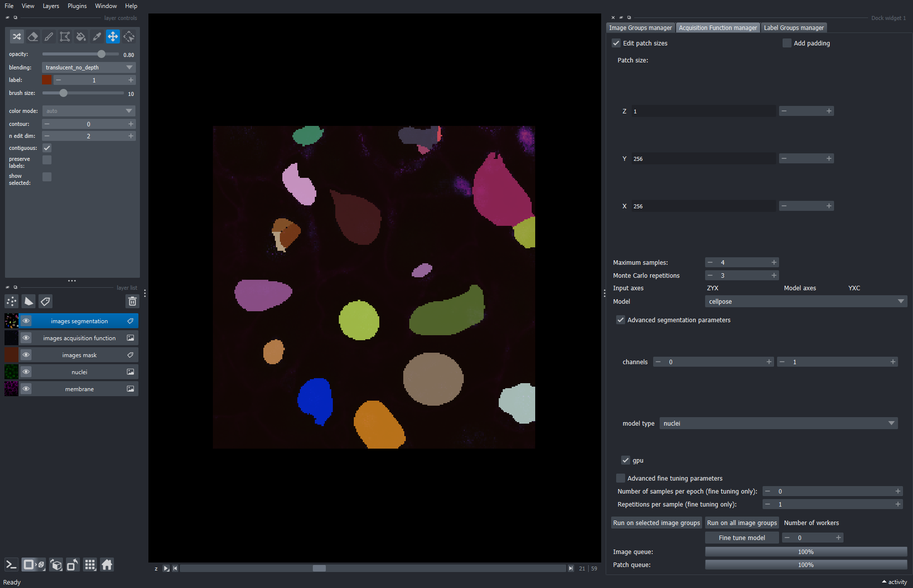 File View Layers Plugins Window Help
layer controls
opacity: 0.80
blending: translucent_no_depth
label: 1
brush size: 10
color mode: auto
contour: 0
n edit dim: 2
contiguous:
preserve
labels:
show
selected:
layer list
images segmentation
images acquisition function
images mask
nuclei
membrane
Ready
z 21 59
Dock widget 1
Image Groups manager Acquisition Function manager Label Groups manager
Edit patch sizes Add padding
Patch size:
Z 1
Y 256
X 256
Maximum samples: 4
Monte Carlo repetitions 3
Input axes ZYX Model axes YXC
Model cellpose
Advanced segmentation parameters
channels 0 1
model type nuclei
gpu
Advanced fine tuning parameters
Number of samples per epoch (fine tuning only): 0
Repetitions per sample (fine tuning only): 1
Run on selected image groups Run on all image groups Number of workers
Fine tune model 0
Image queue: 100%
Patch queue: 100%
activity